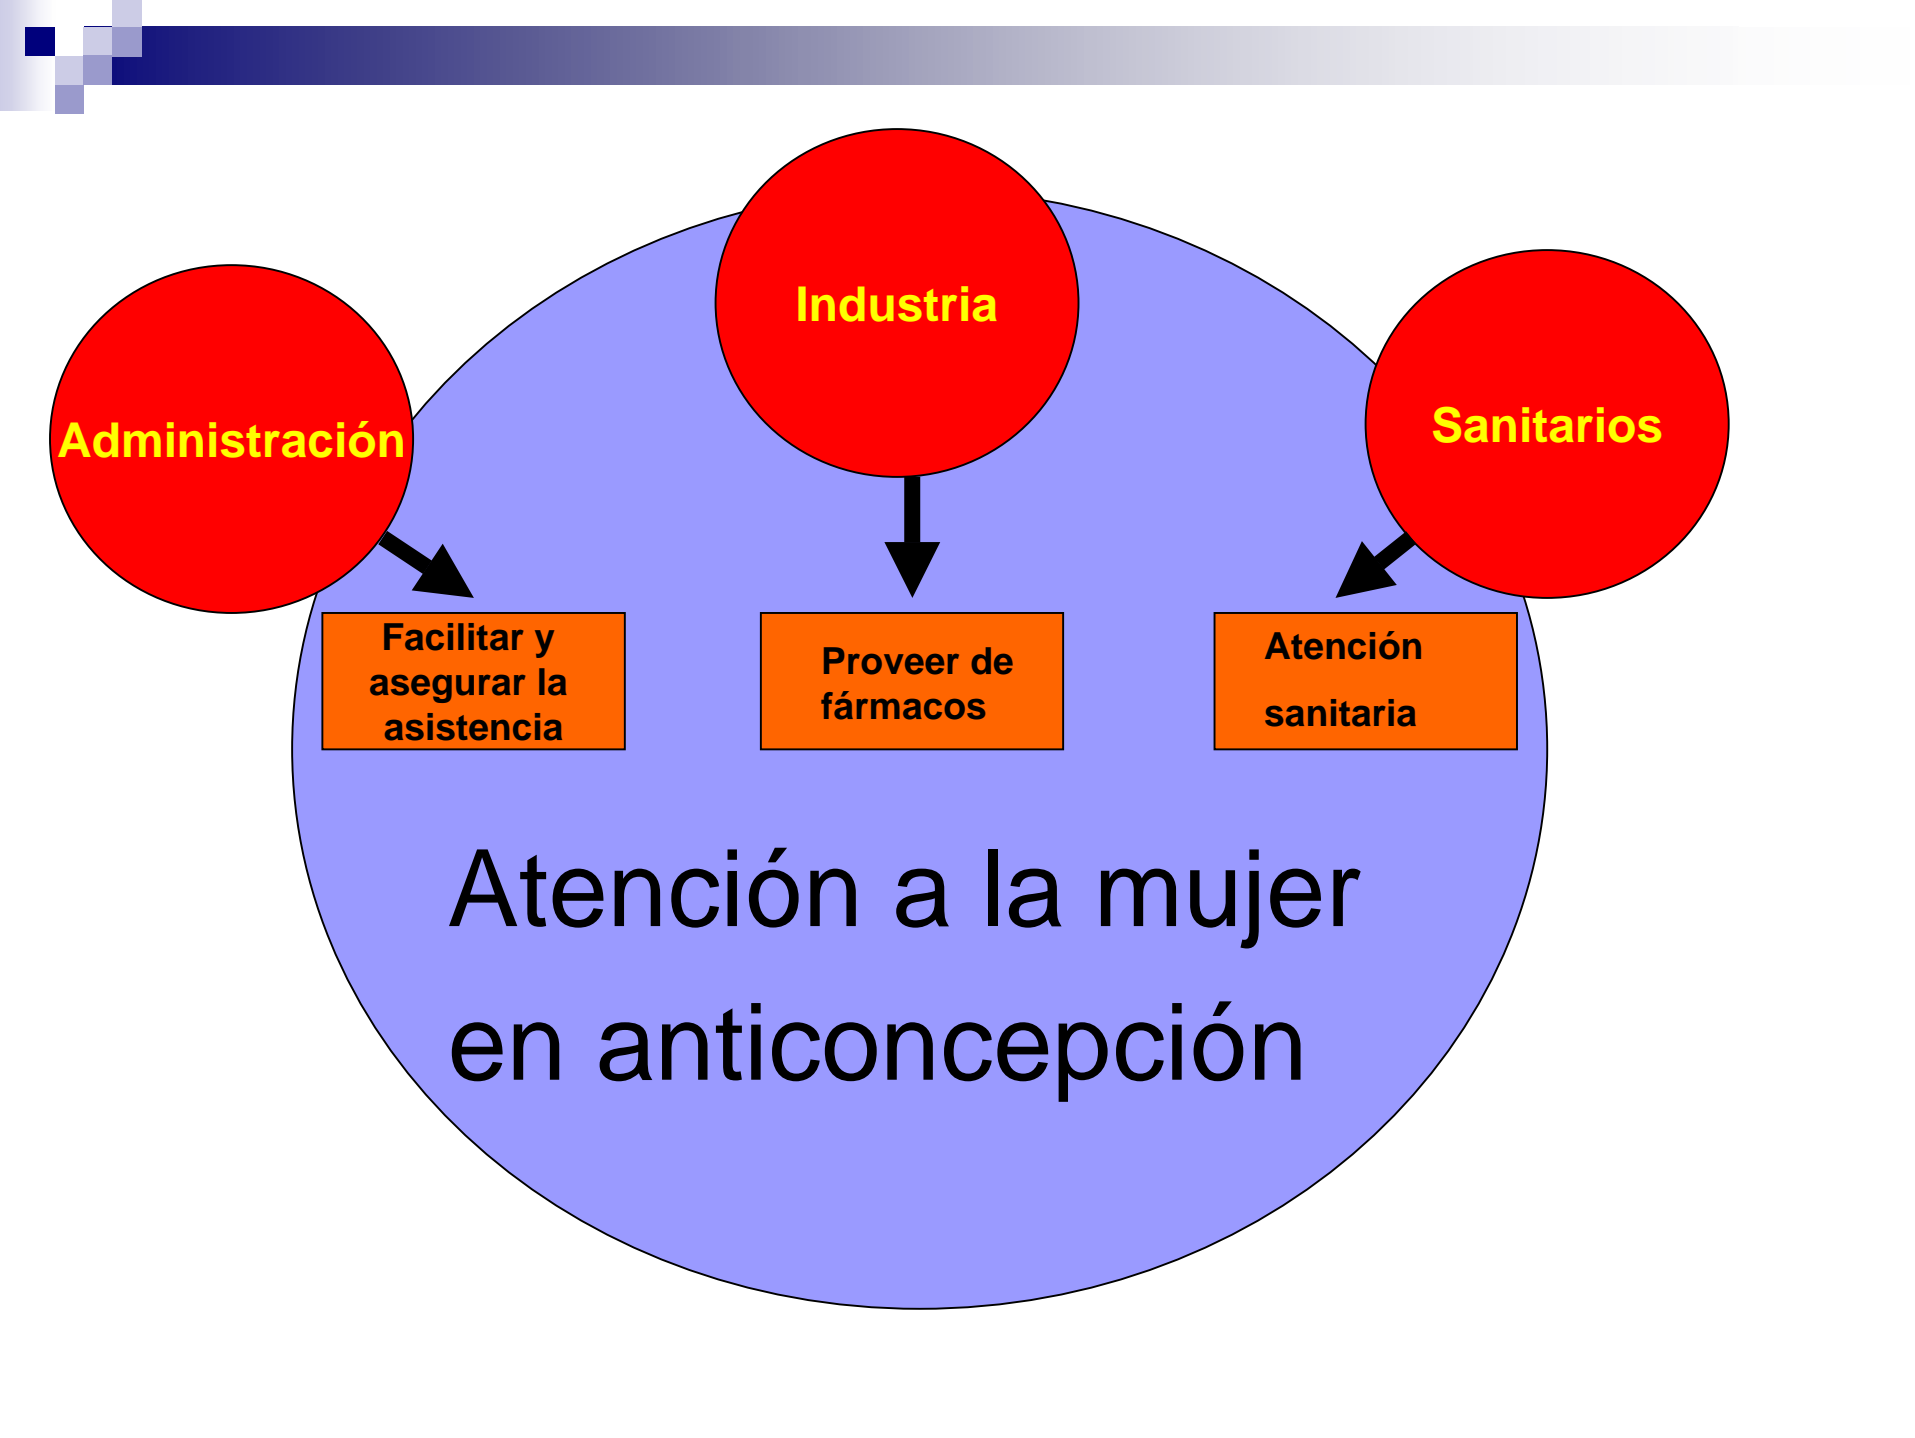 Industria
Administración
Sanitarios
Facilitar y
asegurar la
asistencia
Proveer de
fármacos
Atención
sanitaria
Atención a la mujer
en anticoncepción